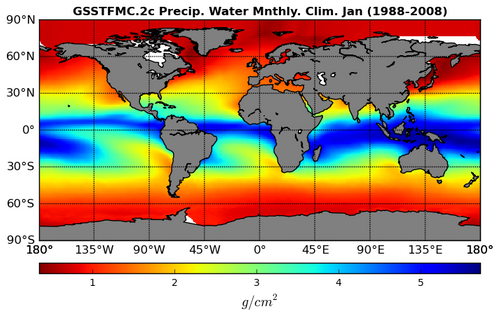 GSSTFMC.2c Precip. Water Mnthly. Clim. Jan (1988-2008)
90°N
60°N
30°N
0°
30°S
60°S
90°S
180° 135°W 90°W 45°W 0° 45°E 90°E 135°E 180°
1 2 3 4 5
g/cm²